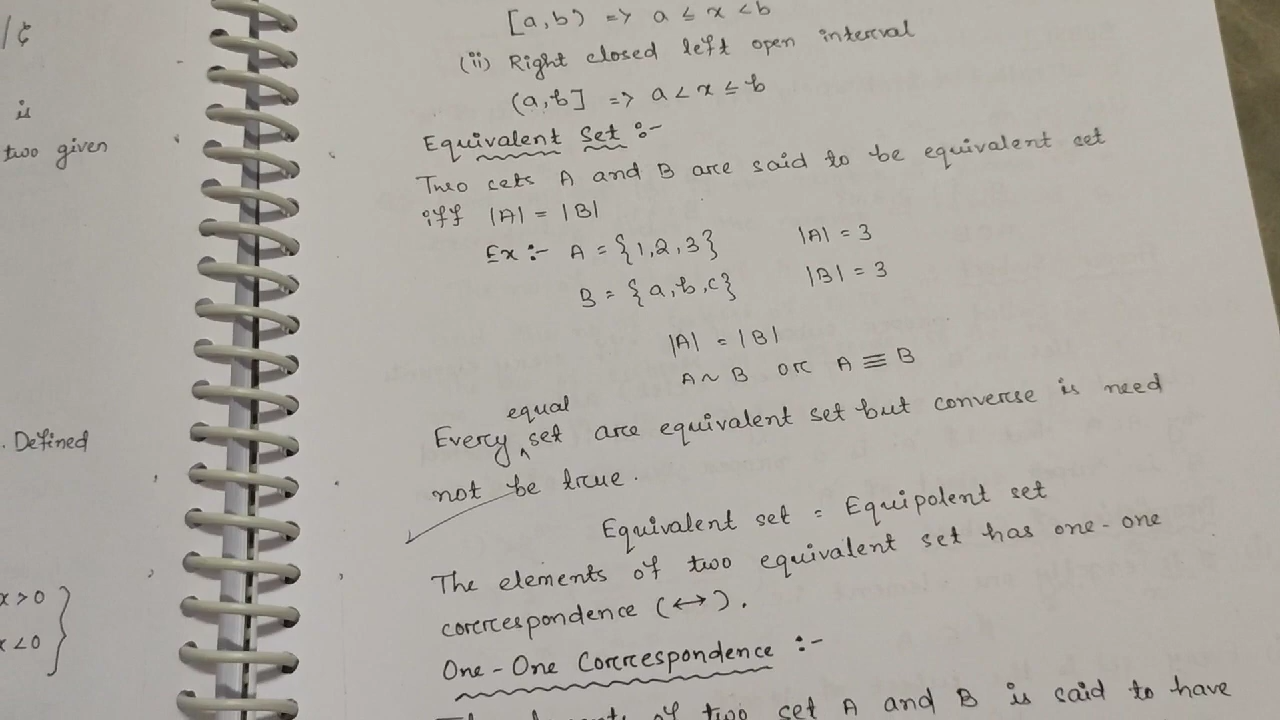 is
two given
. Defined
x > 0
x < 0 }
[a, b) => a ≤ x < b
(ii) Right closed left open interval
(a, b] => a < x ≤ b
Equivalent Set :-
Two sets A and B are said to be equivalent set
iff |A| = |B|
Ex :- A = {1, 2, 3} |A| = 3
B = {a, b, c} |B| = 3
|A| = |B|
A ~ B or A ≡ B
equal
Every ^ set are equivalent set but converse is need
not be true.
Equivalent set = Equipolent set
The elements of two equivalent set has one-one
correspondence (↔).
One-One Correspondence :-
of two set A and B is said to have